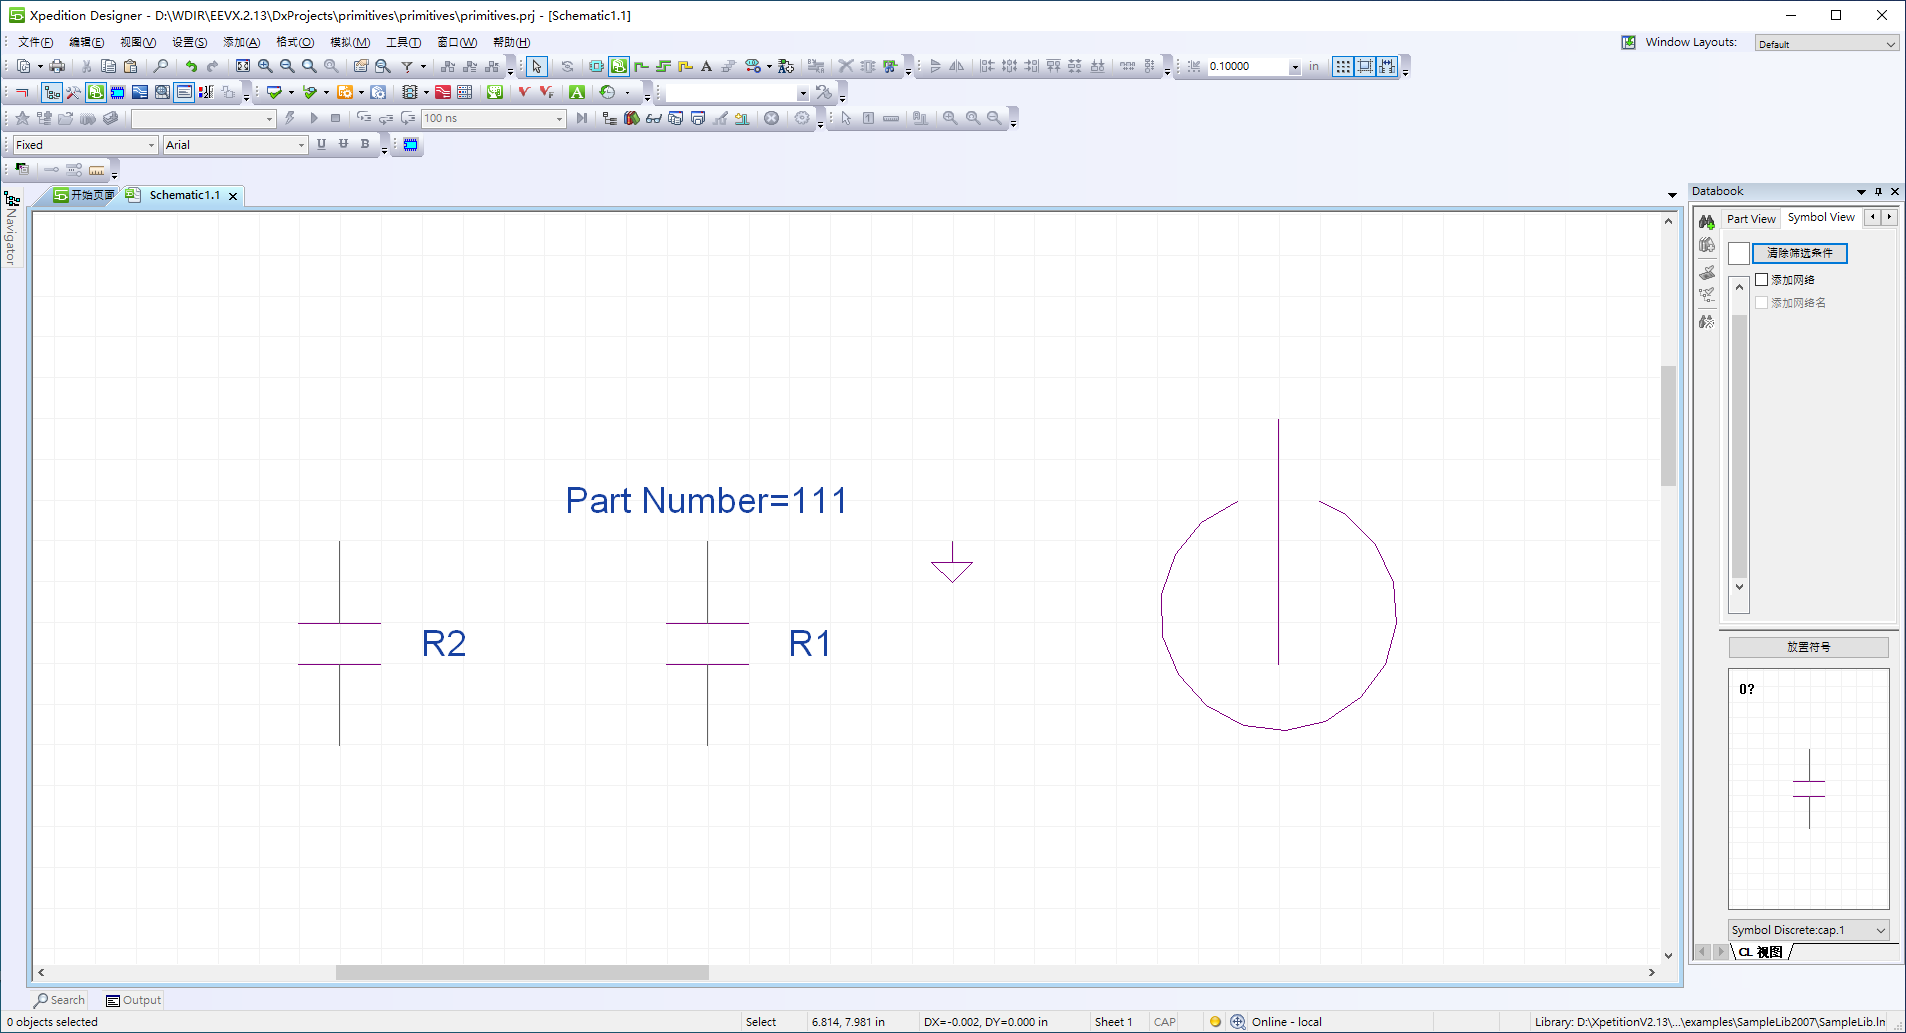 Xpedition Designer - D:\WDIR\EEVX.2.13\DxProjects\primitives\primitives\primitives.prj - [Schematic1.1]
文件(F) 编辑(E) 视图(V) 设置(S) 添加(A) 格式(O) 模拟(M) 工具(T) 窗口(W) 帮助(H) Window Layouts: Default
0.10000 in
100 ns
Fixed Arial U U B
开始页面 Schematic1.1
Navigator
Databook
Part View Symbol View
清除筛选条件
添加网络
添加网络名
Part Number=111
R2 R1
放置符号
0?
Symbol Discrete:cap.1
CL 视图
Search Output
0 objects selected Select 6.814, 7.981 in DX=-0.002, DY=0.000 in Sheet 1 CAP Online - local Library: D:\XpetitionV2.13\...\examples\SampleLib2007\SampleLib.ln